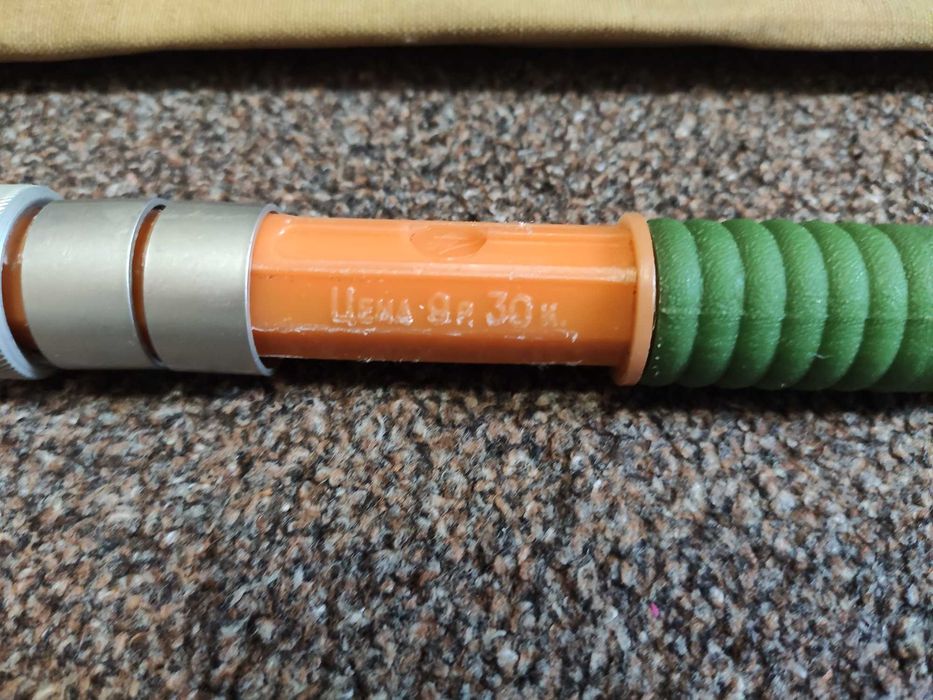 Цена 9 р 30 к.